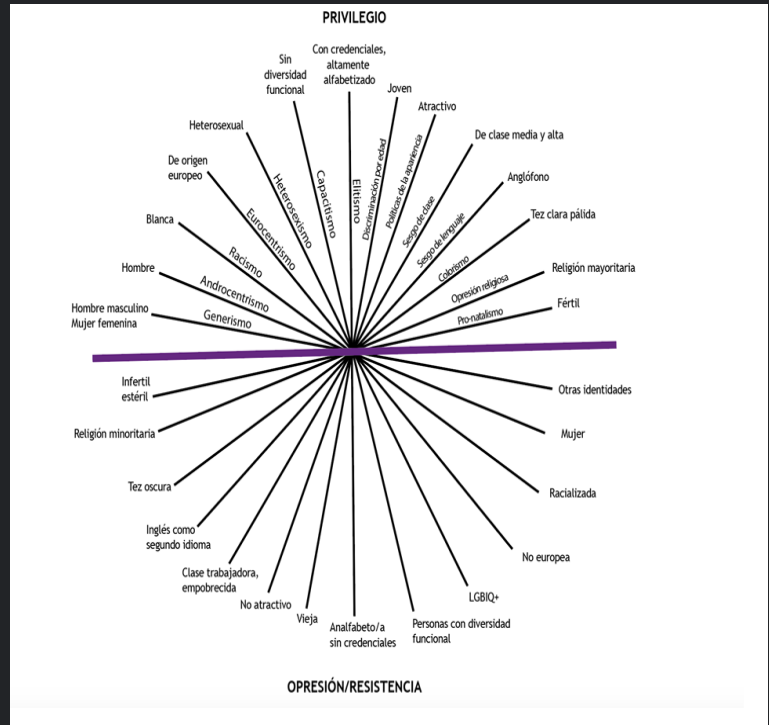 PRIVILEGIO
Con credenciales,
altamente
alfabetizado
Sin
diversidad
funcional
Joven
Atractivo
Heterosexual
De clase media y alta
De origen
europeo
Anglófono
Blanca
Tez clara pálida
Hombre
Religión mayoritaria
Hombre masculino
Mujer femenina
Fértil
Generismo
Androcentrismo
Racismo
Eurocentrismo
Heterosexismo
Capacitismo
Elitismo
Discriminación por edad
Políticas de la apariencia
Sesgo de clase
Sesgo de lenguaje
Colorismo
Opresión religiosa
Pro-natalismo
Infertil
estéril
Otras identidades
Religión minoritaria
Mujer
Tez oscura
Racializada
Inglés como
segundo idioma
No europea
Clase trabajadora,
empobrecida
No atractivo
LGBIQ+
Vieja
Analfabeto/a
sin credenciales
Personas con diversidad
funcional
OPRESIÓN/RESISTENCIA